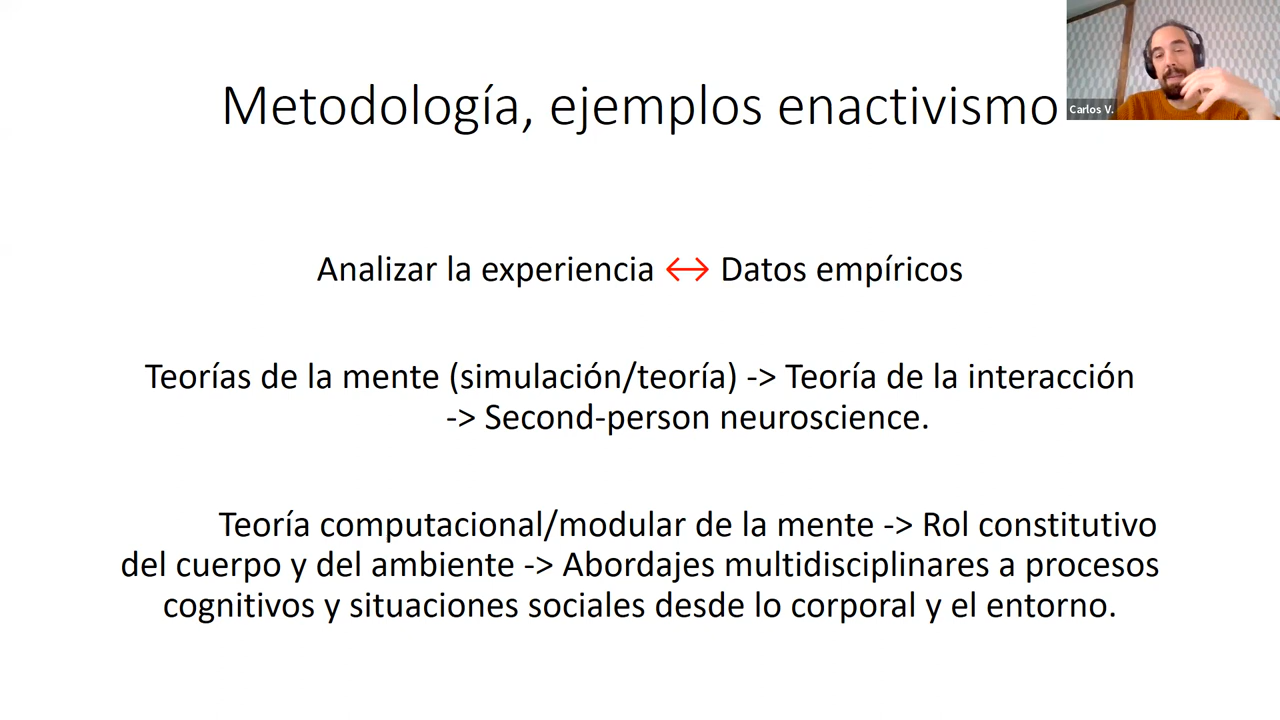 Metodología, ejemplos enactivismo
Carlos V.
Analizar la experiencia ↔ Datos empíricos
Teorías de la mente (simulación/teoría) -> Teoría de la interacción
-> Second-person neuroscience.
Teoría computacional/modular de la mente -> Rol constitutivo
del cuerpo y del ambiente -> Abordajes multidisciplinares a procesos
cognitivos y situaciones sociales desde lo corporal y el entorno.